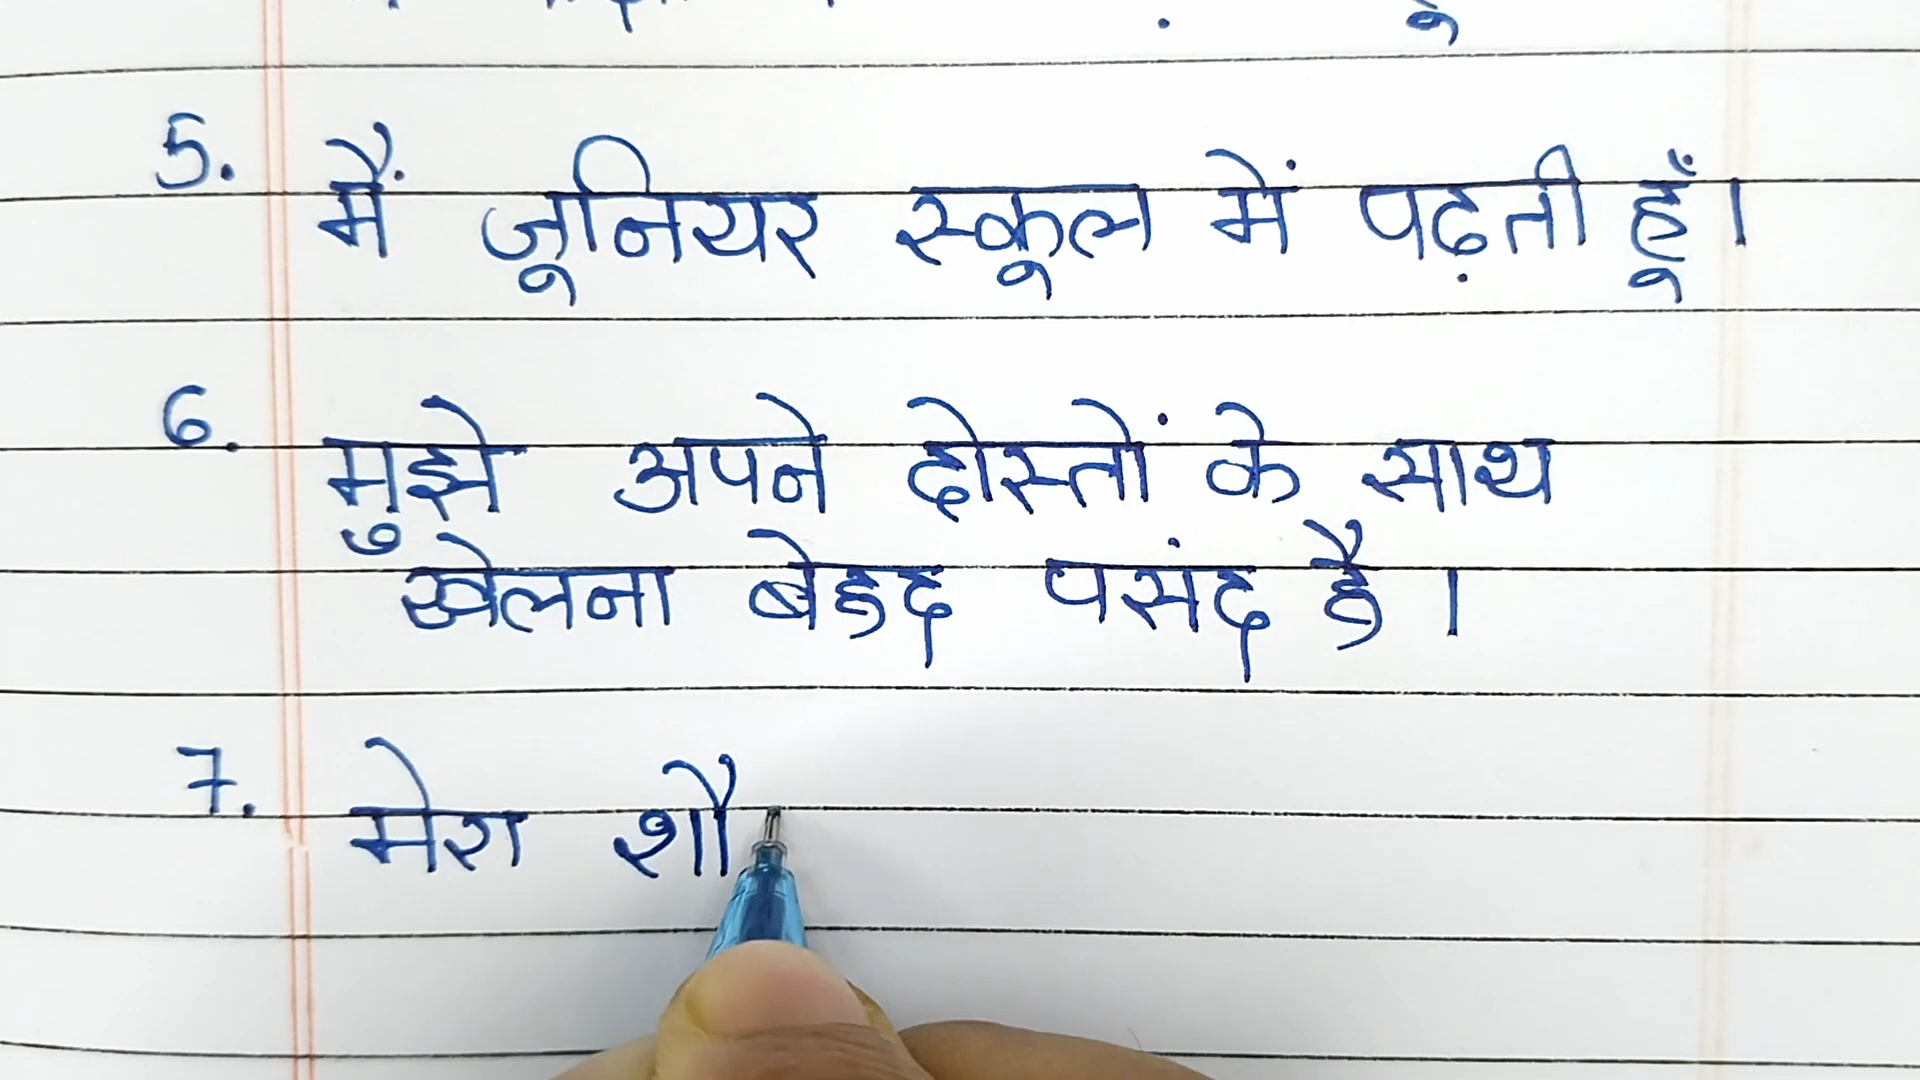 5. मैं जूनियर स्कूल में पढ़ती हूँ।
6. मुझे अपने दोस्तों के साथ
खेलना बेहद पसंद है।
7. मेरा शौ